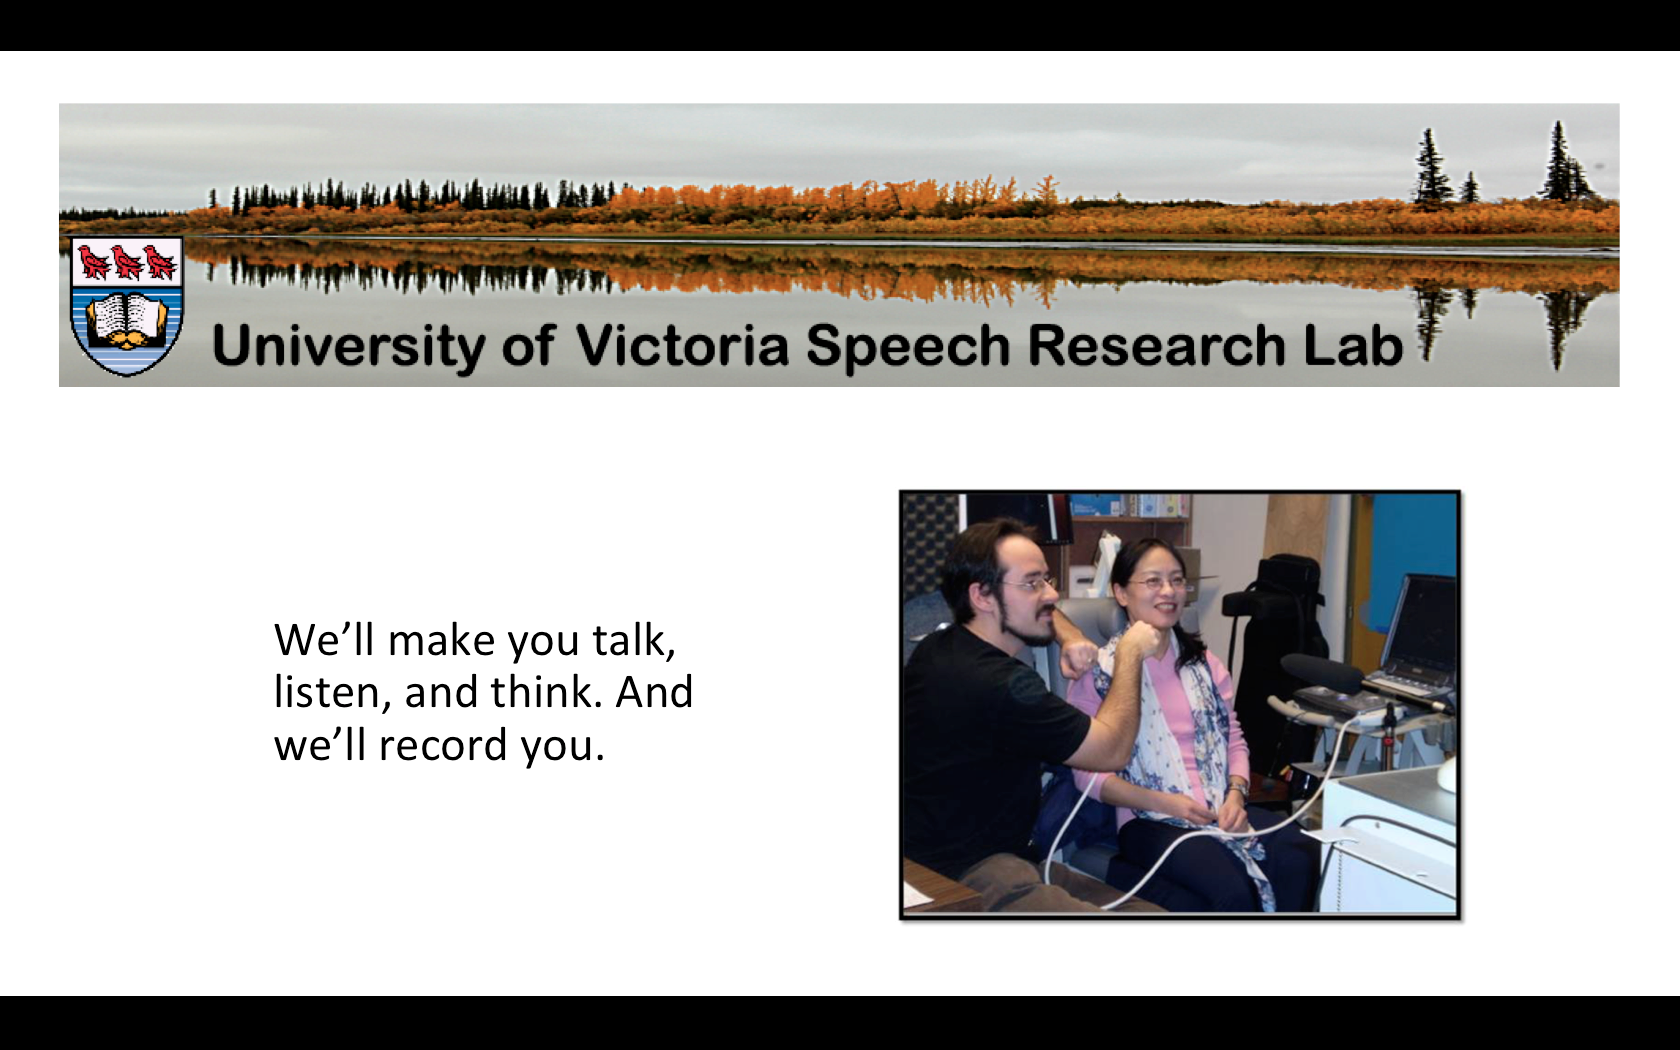 University of Victoria Speech Research Lab
We’ll make you talk,
listen, and think. And
we’ll record you.